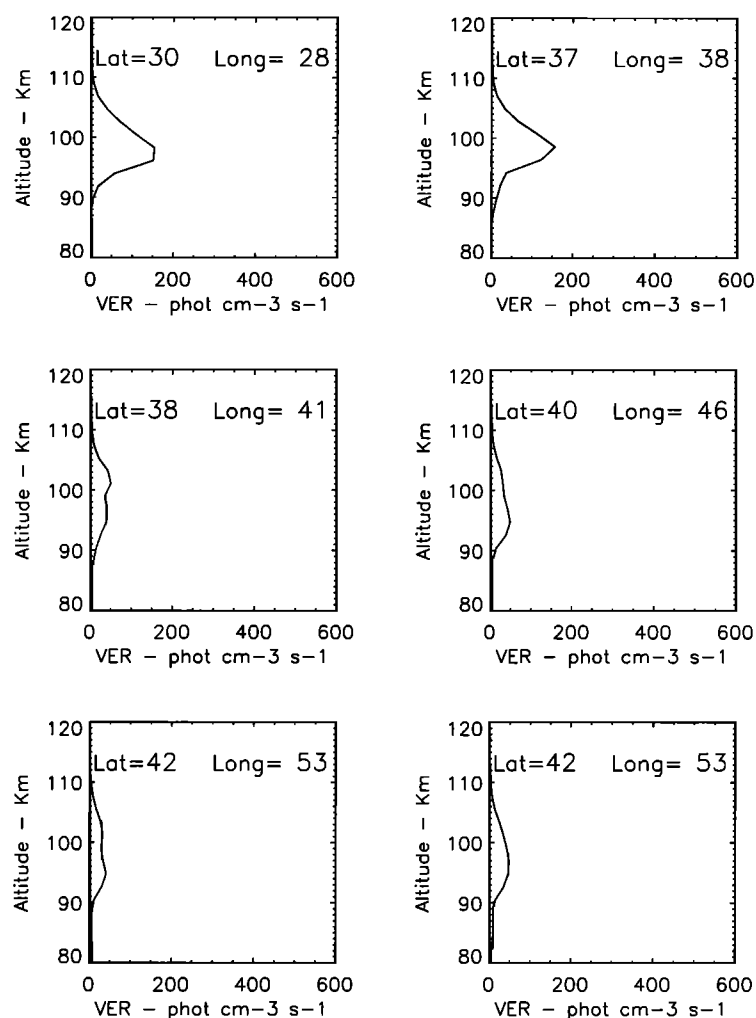 120
110
100
90
80
Altitude – Km
Lat=30 Long= 28
0 200 400 600
VER – phot cm–3 s–1
120
110
100
90
80
Altitude – Km
Lat=37 Long= 38
0 200 400 600
VER – phot cm–3 s–1
120
110
100
90
80
Altitude – Km
Lat=38 Long= 41
0 200 400 600
VER – phot cm–3 s–1
120
110
100
90
80
Altitude – Km
Lat=40 Long= 46
0 200 400 600
VER – phot cm–3 s–1
120
110
100
90
80
Altitude – Km
Lat=42 Long= 53
0 200 400 600
VER – phot cm–3 s–1
120
110
100
90
80
Altitude – Km
Lat=42 Long= 53
0 200 400 600
VER – phot cm–3 s–1